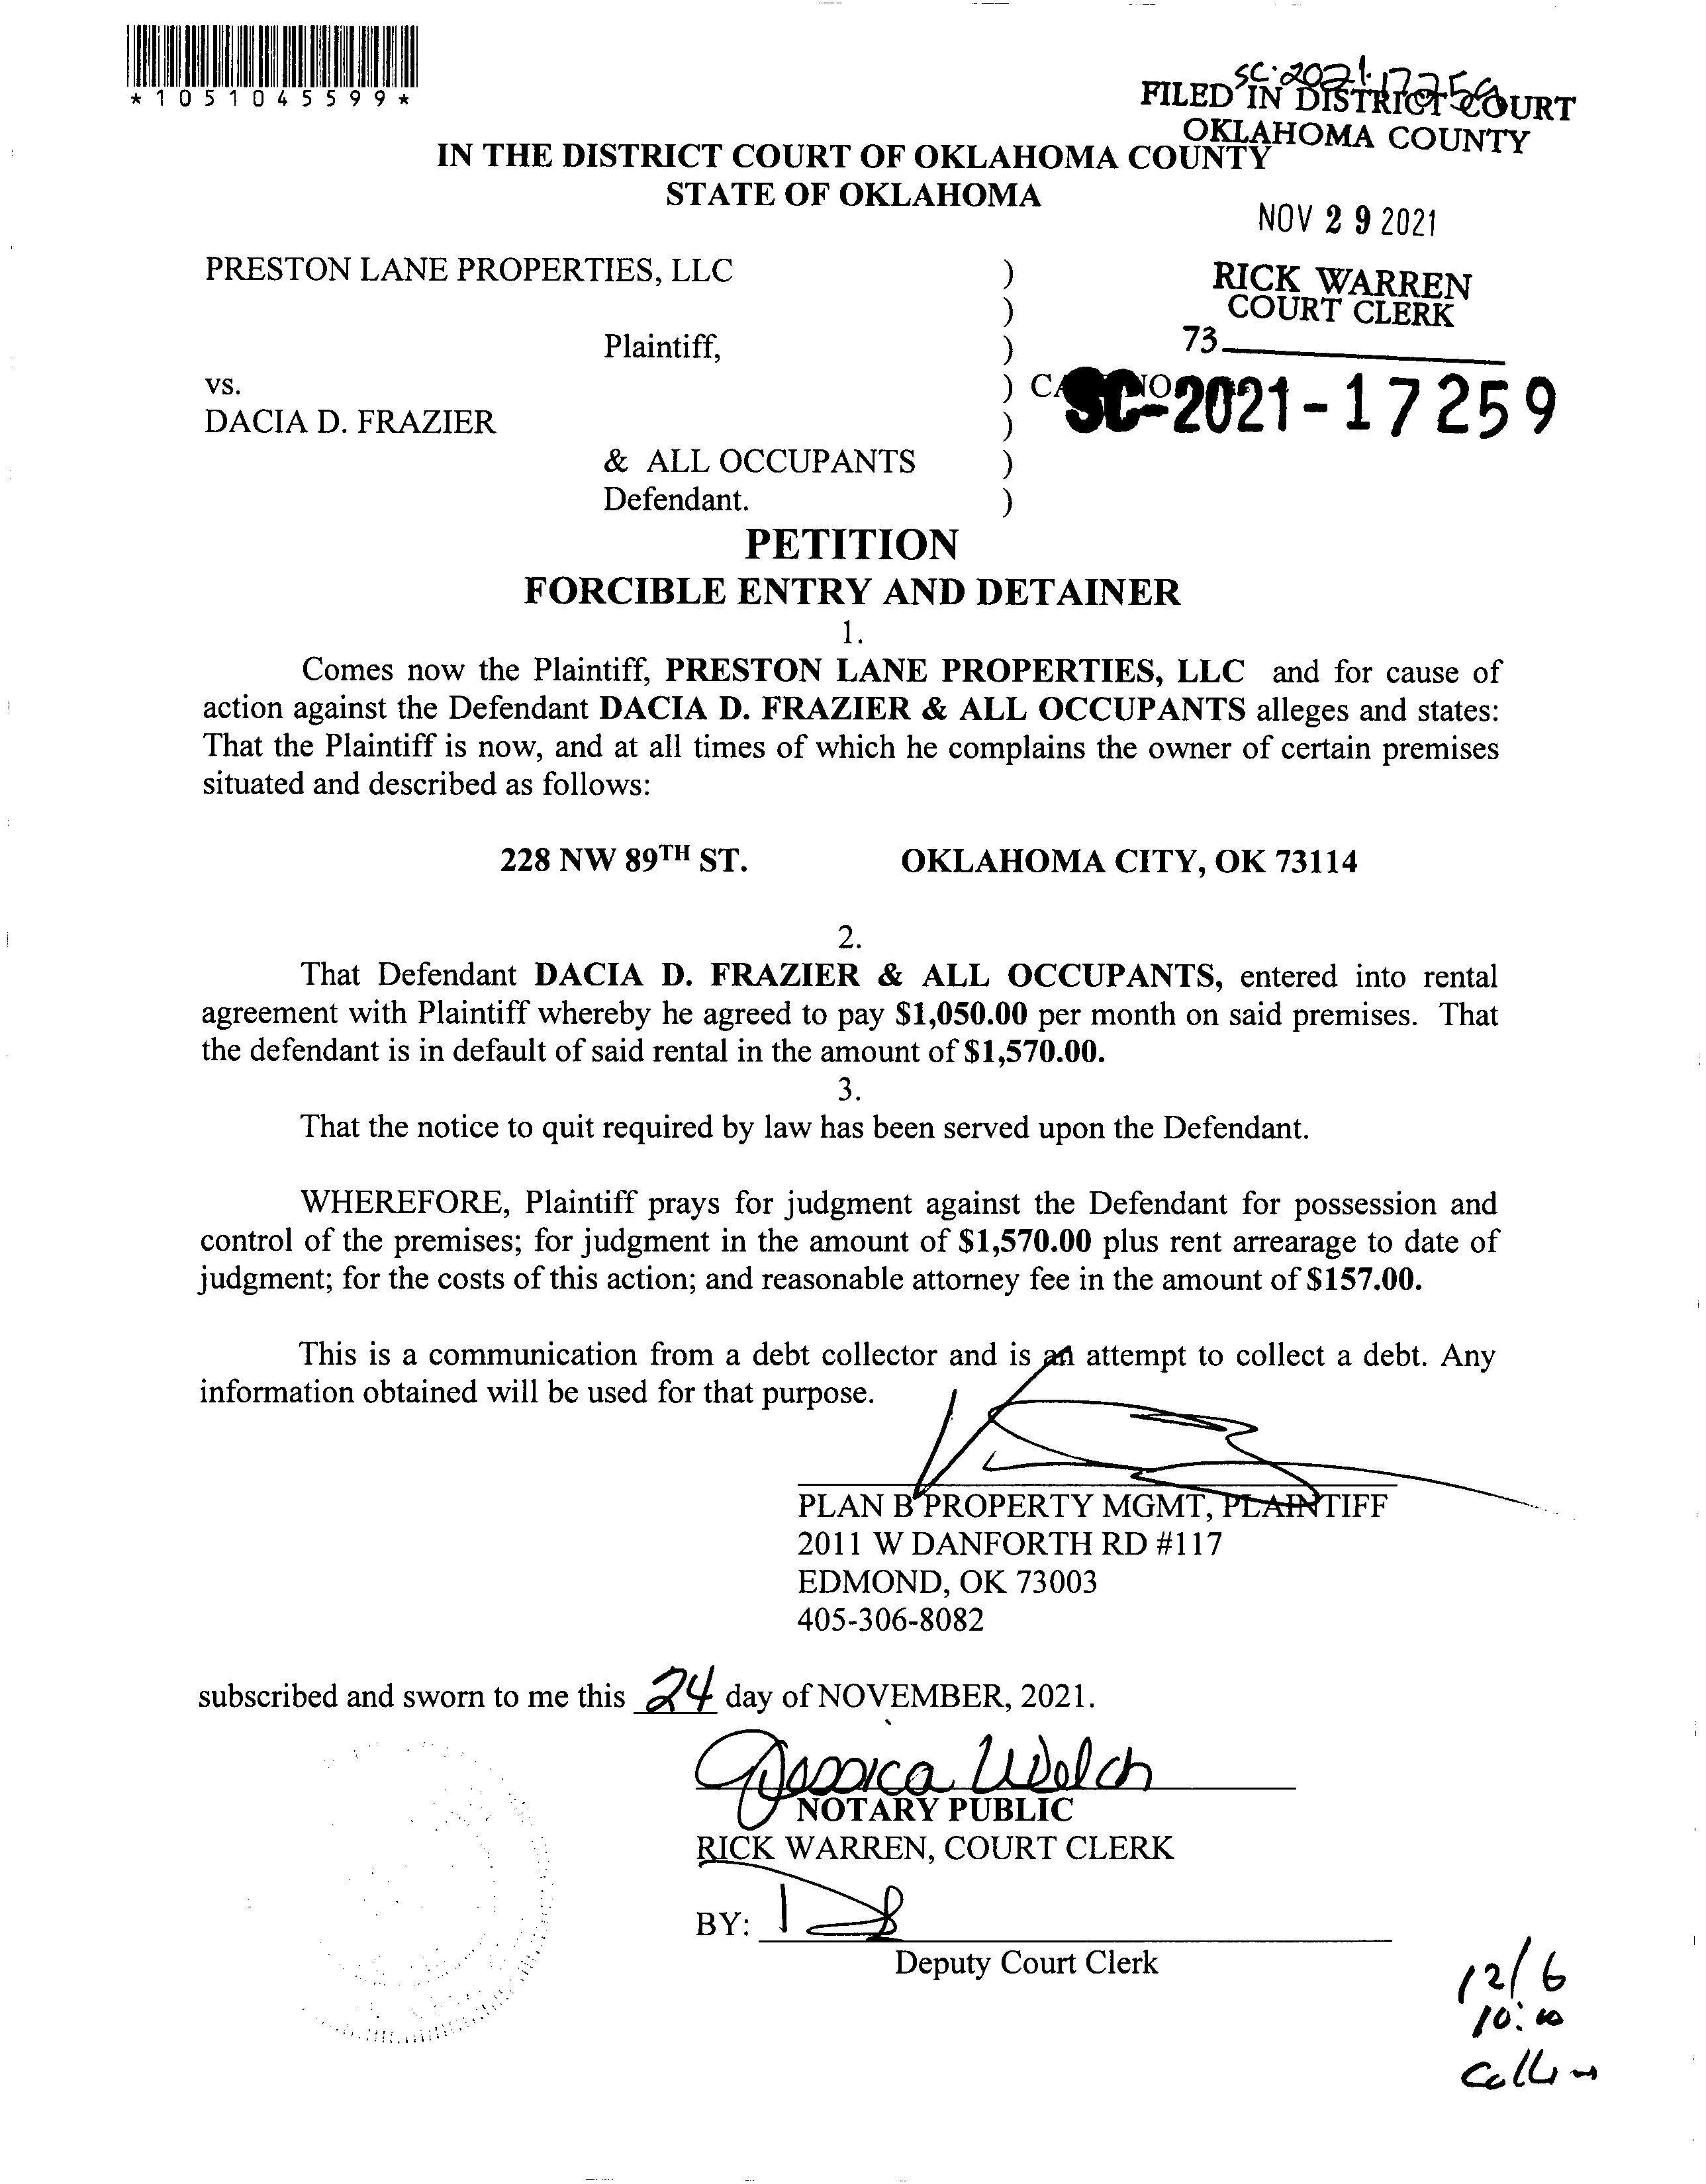 *1051045599*
SC-2021-17259
FILED IN DISTRICT COURT
OKLAHOMA COUNTY
IN THE DISTRICT COURT OF OKLAHOMA COUNTY
STATE OF OKLAHOMA
NOV 29 2021
PRESTON LANE PROPERTIES, LLC )
RICK WARREN
)
COURT CLERK
Plaintiff, )
73
vs. )
SC-2021-17259
DACIA D. FRAZIER )
& ALL OCCUPANTS )
Defendant. )
PETITION
FORCIBLE ENTRY AND DETAINER
1.
Comes now the Plaintiff, PRESTON LANE PROPERTIES, LLC and for cause of
action against the Defendant DACIA D. FRAZIER & ALL OCCUPANTS alleges and states:
That the Plaintiff is now, and at all times of which he complains the owner of certain premises
situated and described as follows:
228 NW 89TH ST. OKLAHOMA CITY, OK 73114
2.
That Defendant DACIA D. FRAZIER & ALL OCCUPANTS, entered into rental
agreement with Plaintiff whereby he agreed to pay $1,050.00 per month on said premises. That
the defendant is in default of said rental in the amount of $1,570.00.
3.
That the notice to quit required by law has been served upon the Defendant.
WHEREFORE, Plaintiff prays for judgment against the Defendant for possession and
control of the premises; for judgment in the amount of $1,570.00 plus rent arrearage to date of
judgment; for the costs of this action; and reasonable attorney fee in the amount of $157.00.
This is a communication from a debt collector and is an attempt to collect a debt. Any
information obtained will be used for that purpose.
PLAN B PROPERTY MGMT, PLAINTIFF
2011 W DANFORTH RD #117
EDMOND, OK 73003
405-306-8082
subscribed and sworn to me this 24 day of NOVEMBER, 2021.
Jessica Welch
NOTARY PUBLIC
RICK WARREN, COURT CLERK
BY:
Deputy Court Clerk
12/6
10:00